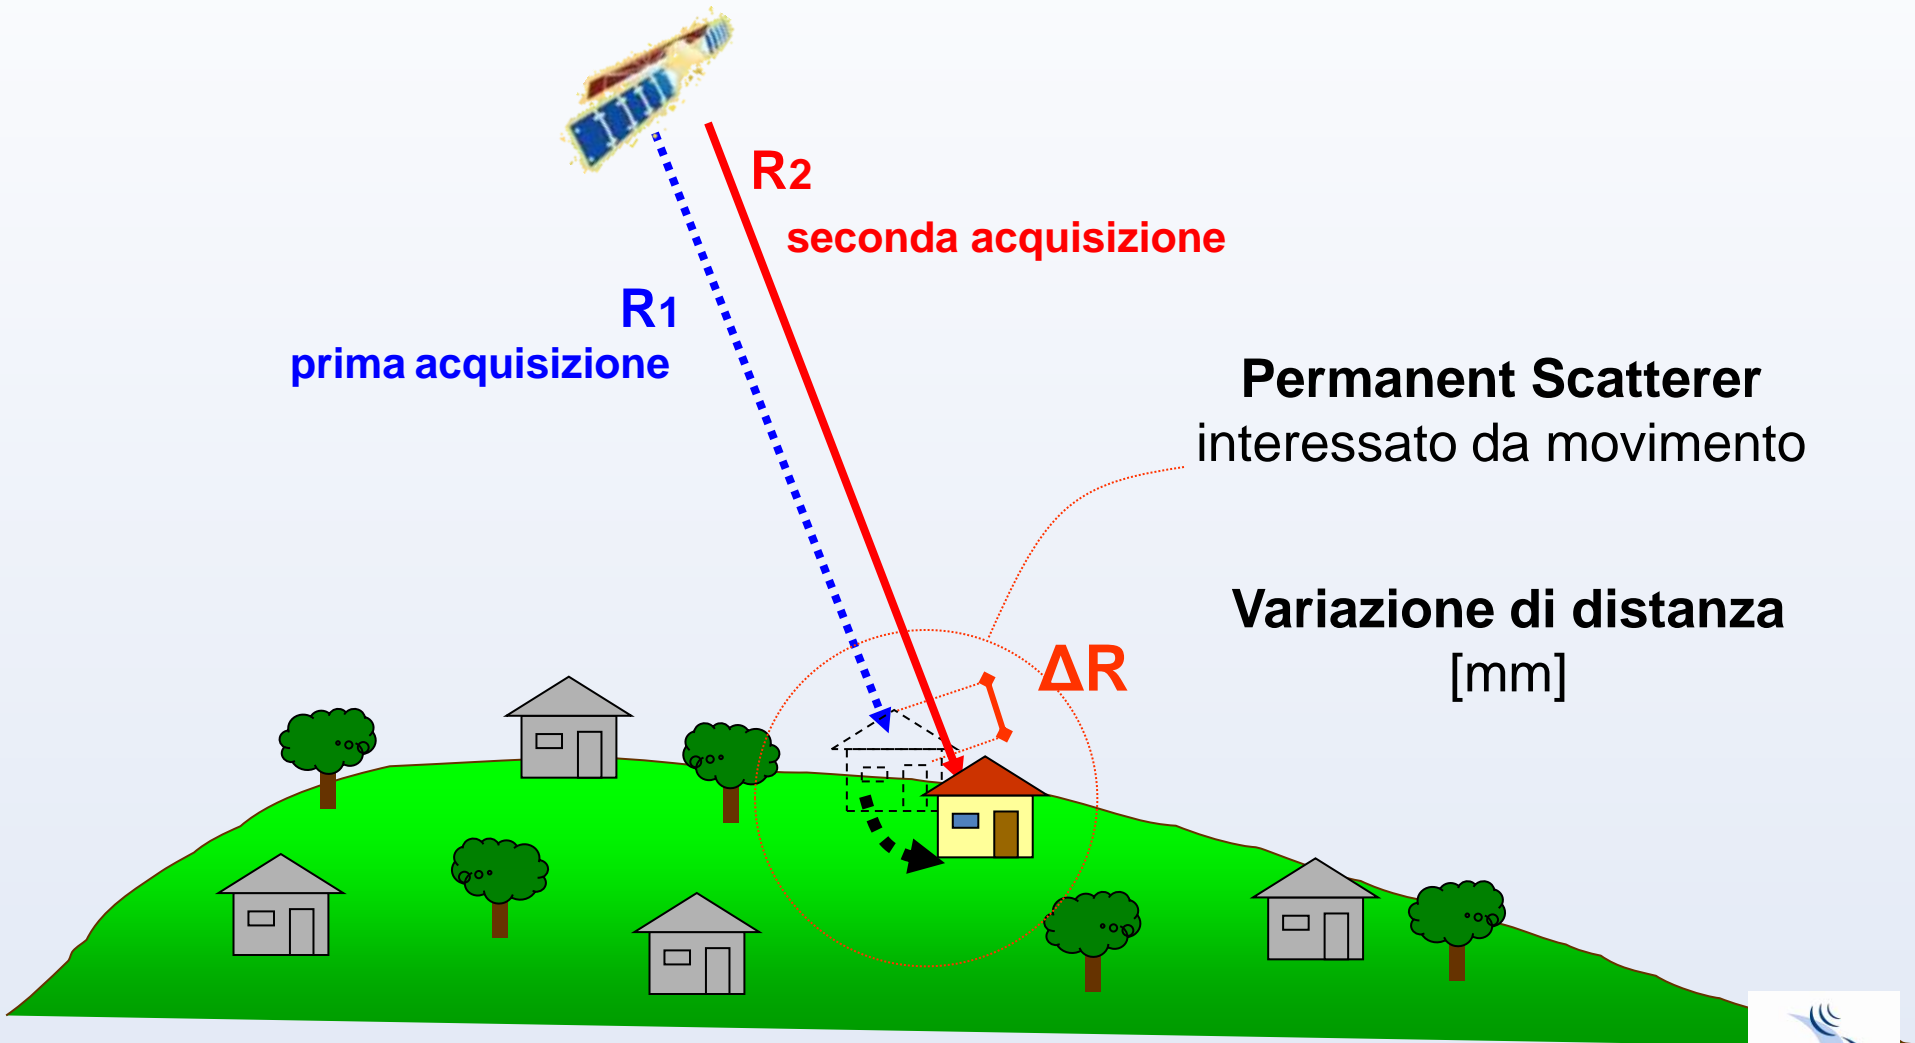 R2
seconda acquisizione
R1
prima acquisizione
Permanent Scatterer
interessato da movimento
Variazione di distanza
[mm]
ΔR